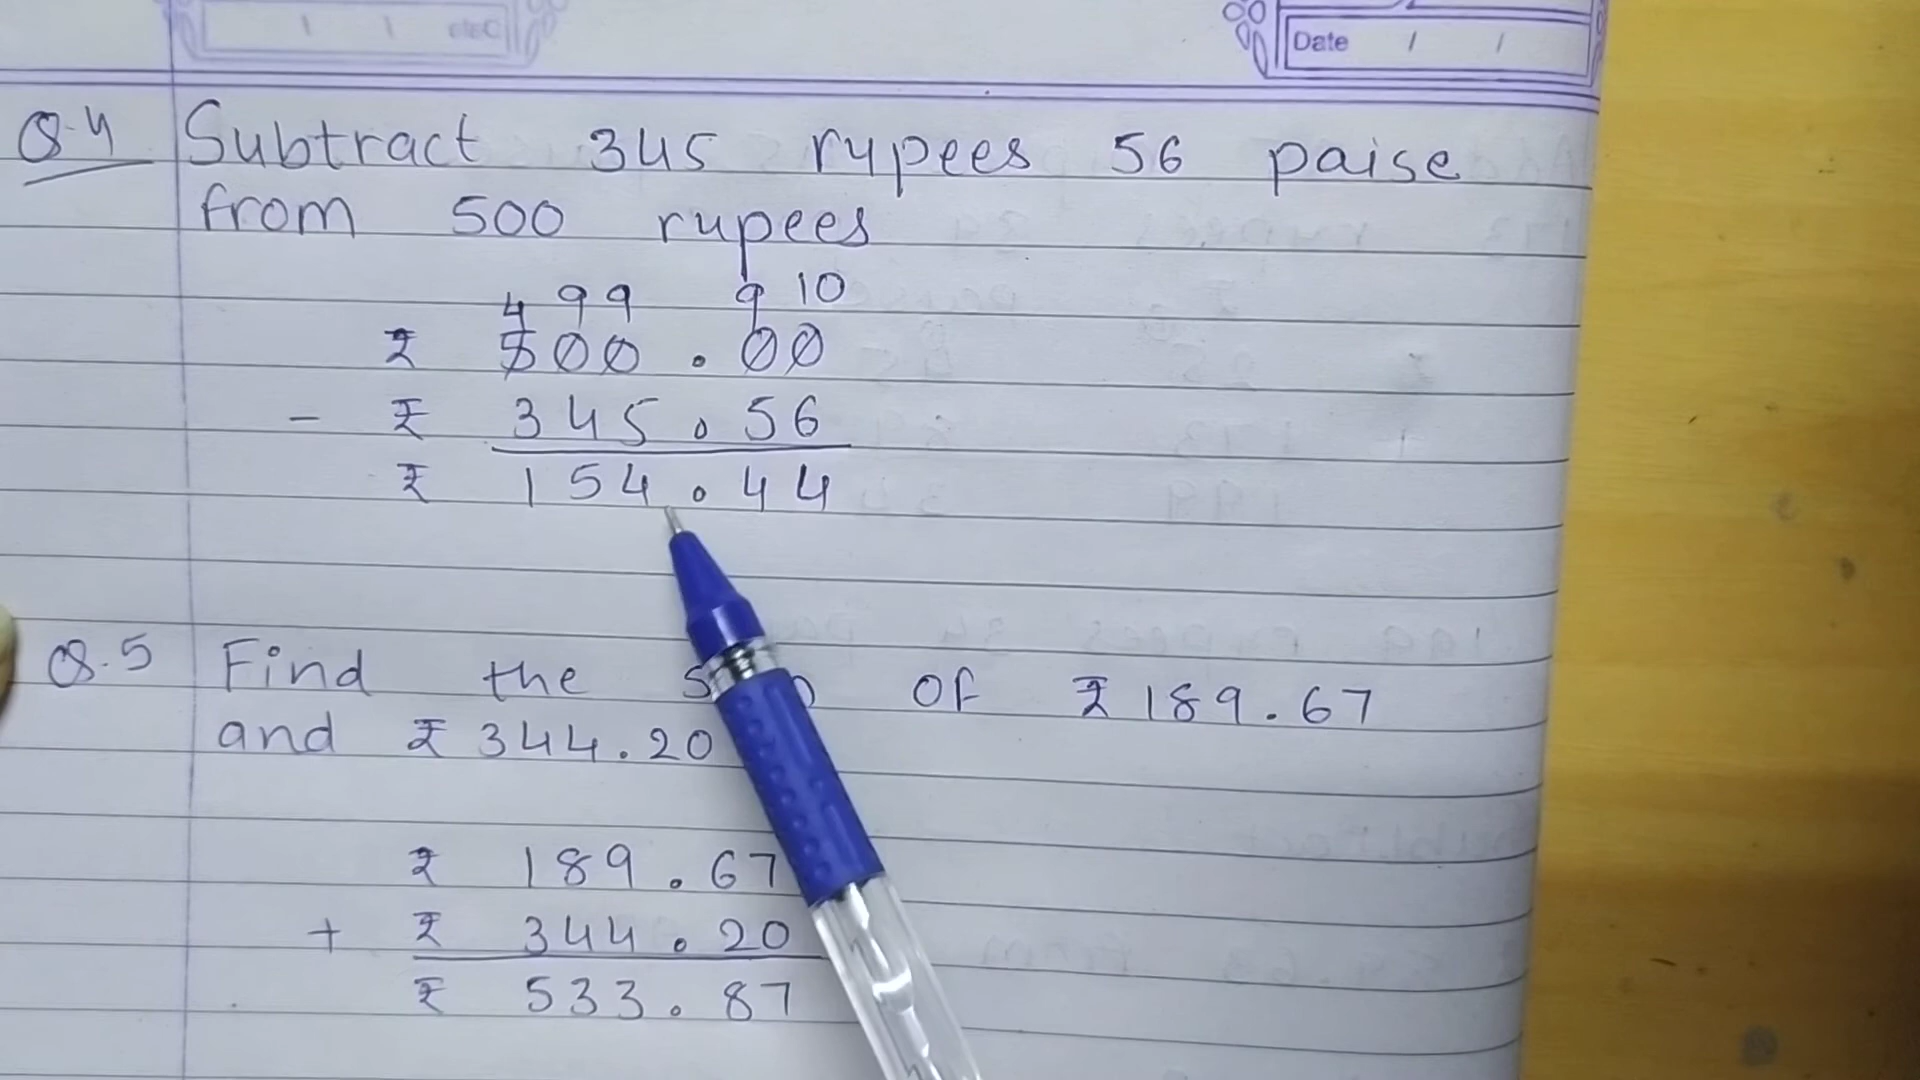 Date / /
Q.4 Subtract 345 rupees 56 paise
from 500 rupees
4 9 9 9 10
₹ 500.00
- ₹ 345.56
₹ 154.44
Q.5 Find the of ₹ 189.67
and ₹ 344.20
₹ 189.67
+ ₹ 344.20
₹ 533.87